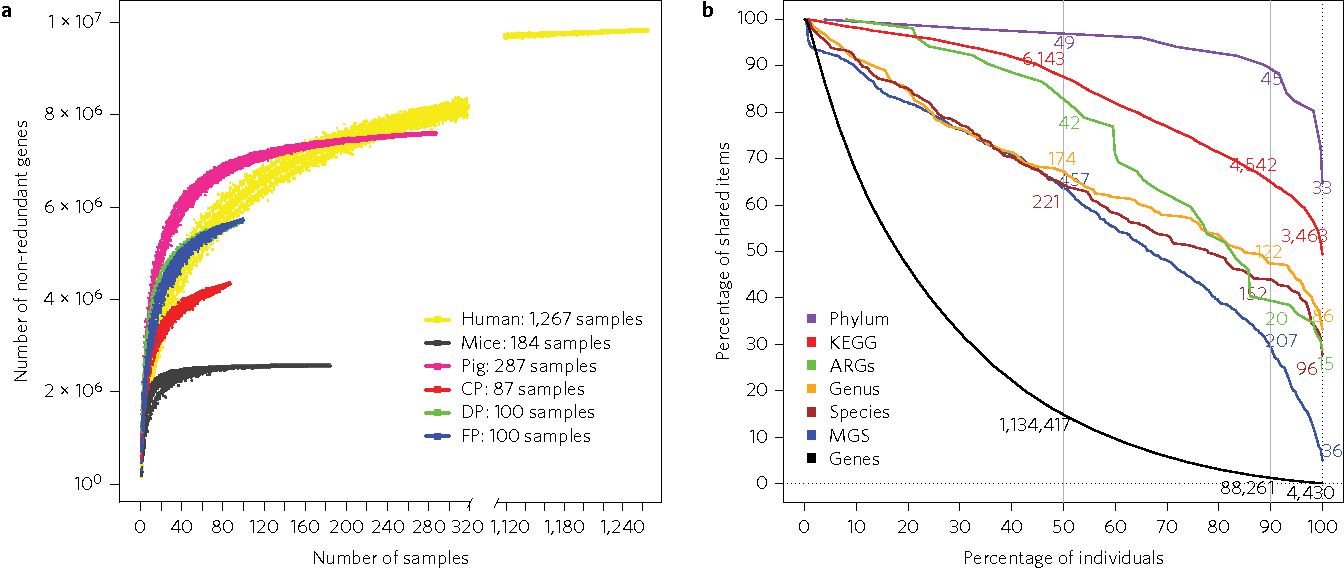 a
Number of non-redundant genes
1 × 10⁷
8 × 10⁶
6 × 10⁶
4 × 10⁶
2 × 10⁶
10⁰
Human: 1,267 samples
Mice: 184 samples
Pig: 287 samples
CP: 87 samples
DP: 100 samples
FP: 100 samples
0 40 80 120 160 200 240 280 320 1,120 1,180 1,240
Number of samples
b
Percentage of shared items
100
90
80
70
60
50
40
30
20
10
0
Phylum
KEGG
ARGs
Genus
Species
MGS
Genes
49
45
33
6,143
4,542
3,463
42
20
15
174
122
86
221
152
96
457
207
36
1,134,417
88,261
4,430
0 10 20 30 40 50 60 70 80 90 100
Percentage of individuals